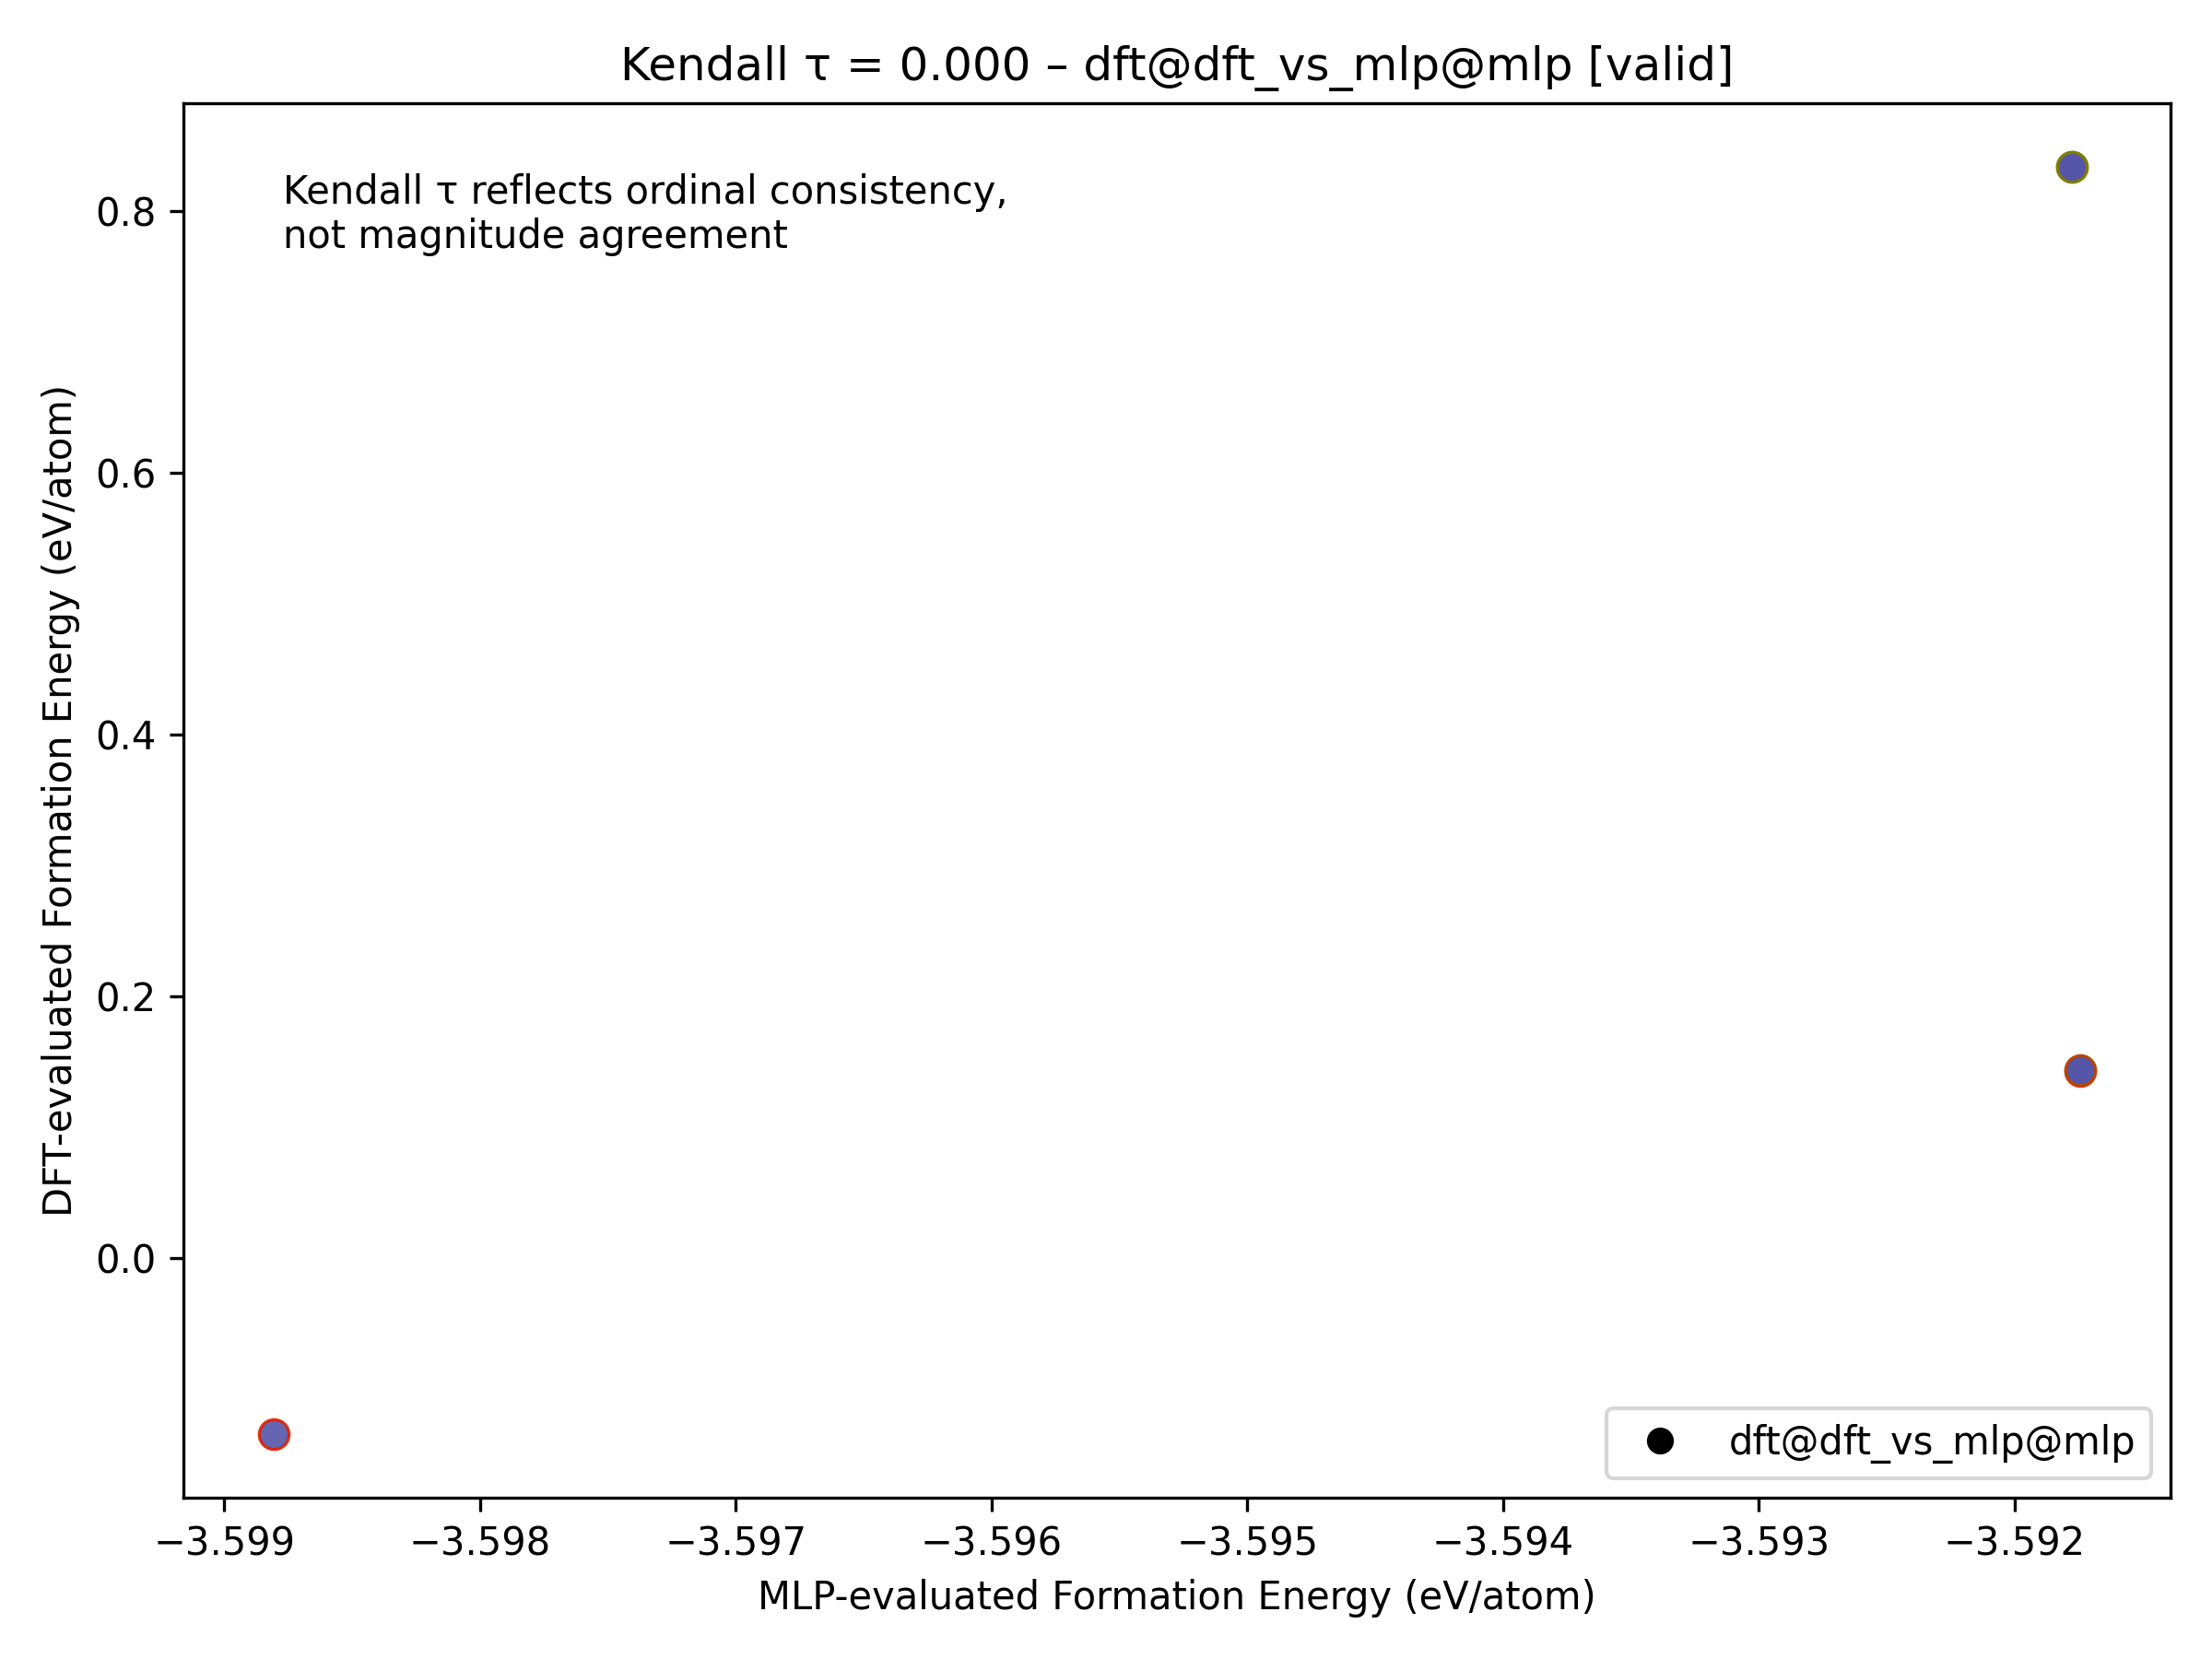 Kendall τ = 0.000 – dft@dft_vs_mlp@mlp [valid]
Kendall τ reflects ordinal consistency,
not magnitude agreement
DFT-evaluated Formation Energy (eV/atom)
0.8
0.6
0.4
0.2
0.0
dft@dft_vs_mlp@mlp
−3.599 −3.598 −3.597 −3.596 −3.595 −3.594 −3.593 −3.592
MLP-evaluated Formation Energy (eV/atom)